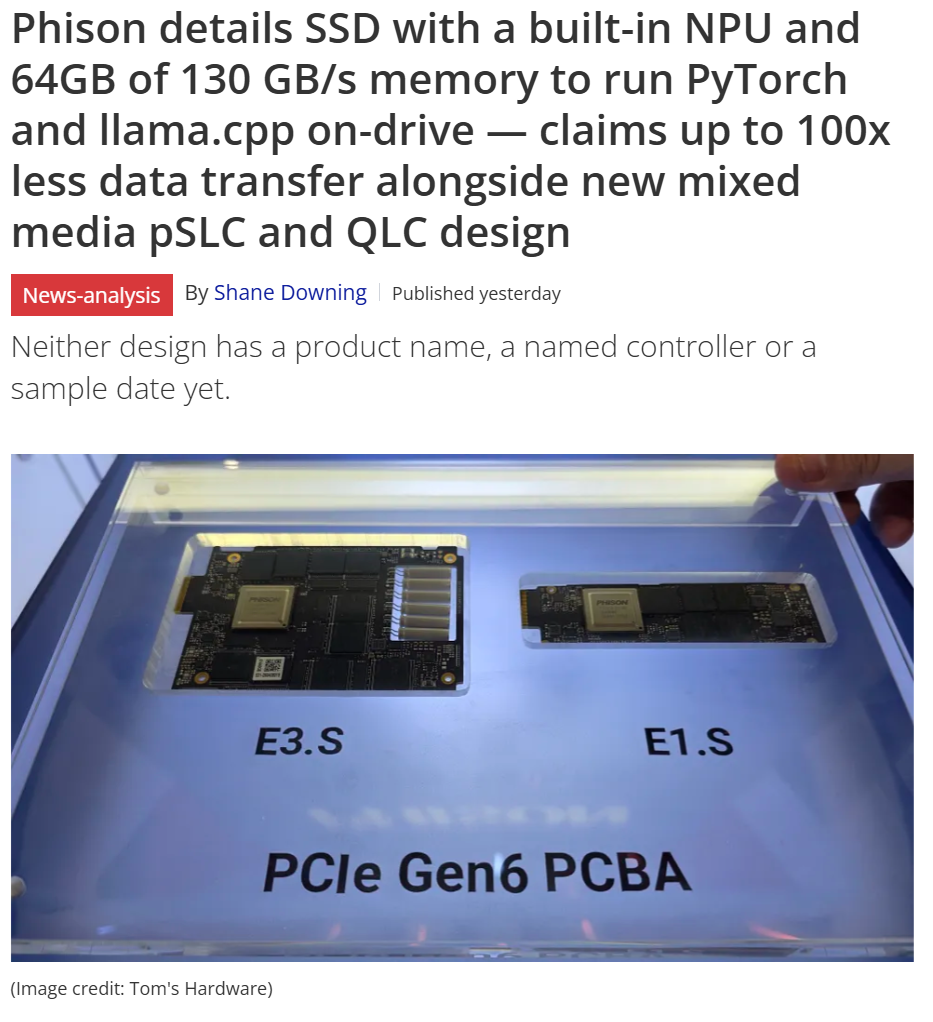 Phison details SSD with a built-in NPU and
64GB of 130 GB/s memory to run PyTorch
and llama.cpp on-drive — claims up to 100x
less data transfer alongside new mixed
media pSLC and QLC design
News-analysis By Shane Downing Published yesterday
Neither design has a product name, a named controller or a
sample date yet.
PHISON
PHISON
E3.S
E1.S
PCIe Gen6 PCBA
(Image credit: Tom's Hardware)